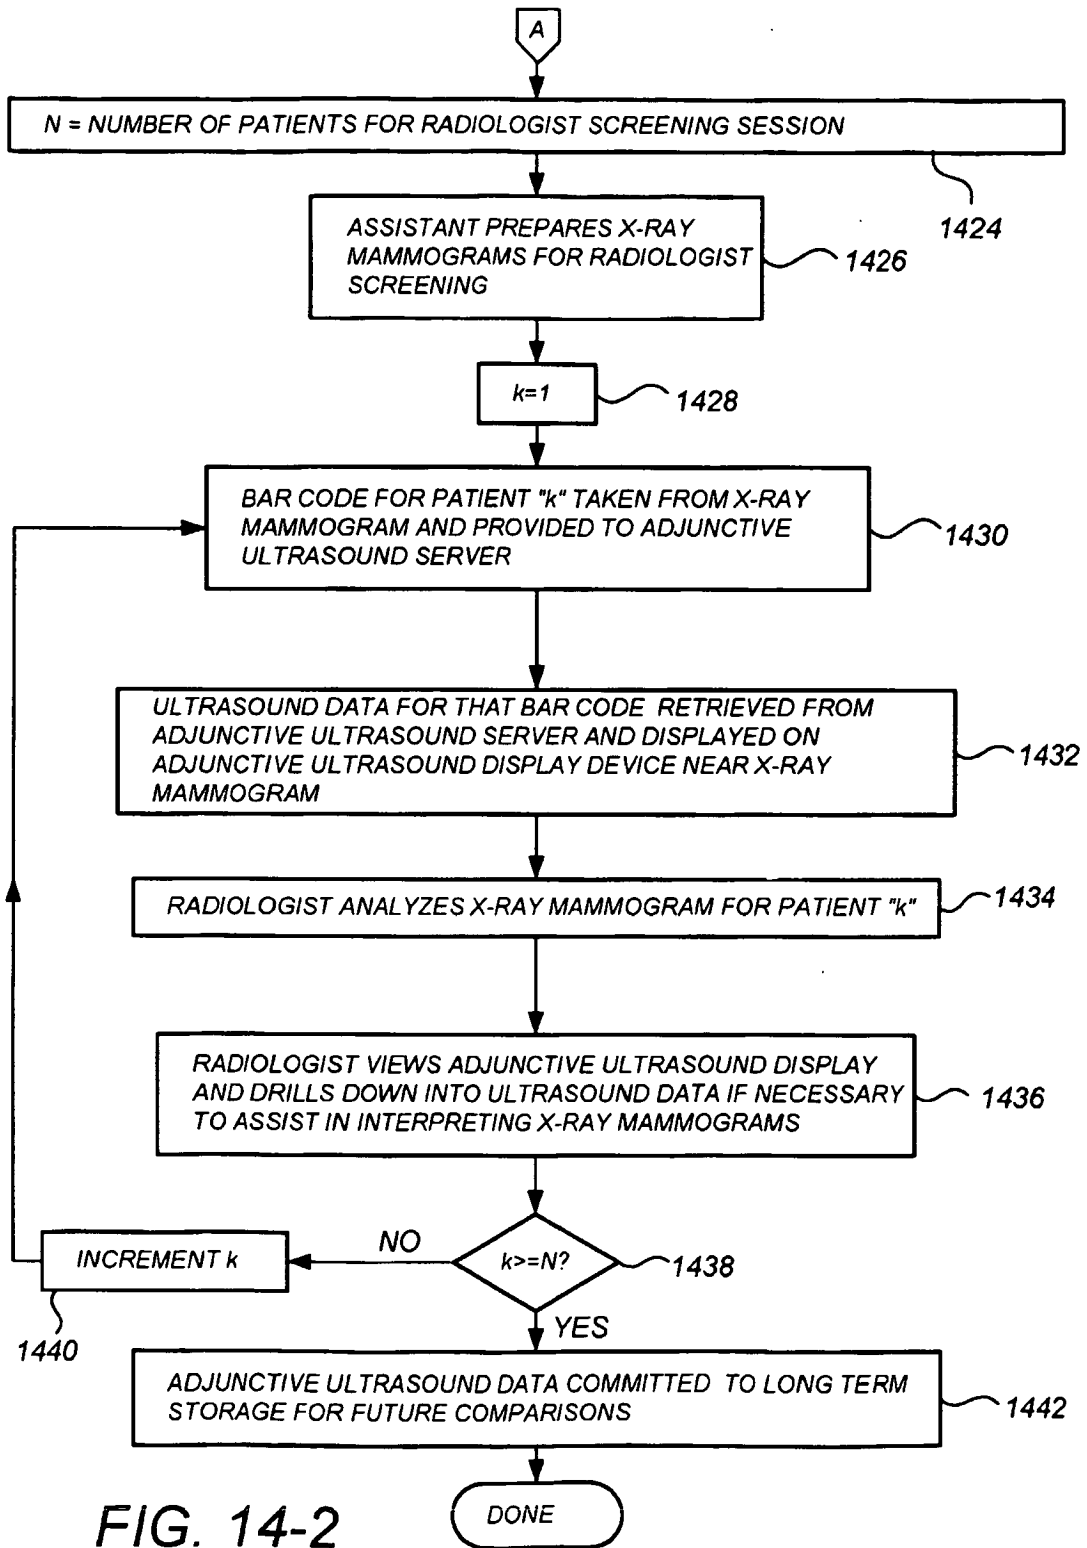 A
N = NUMBER OF PATIENTS FOR RADIOLOGIST SCREENING SESSION
1424
ASSISTANT PREPARES X-RAY
MAMMOGRAMS FOR RADIOLOGIST
SCREENING
1426
k=1
1428
BAR CODE FOR PATIENT "k" TAKEN FROM X-RAY
MAMMOGRAM AND PROVIDED TO ADJUNCTIVE
ULTRASOUND SERVER
1430
ULTRASOUND DATA FOR THAT BAR CODE RETRIEVED FROM
ADJUNCTIVE ULTRASOUND SERVER AND DISPLAYED ON
ADJUNCTIVE ULTRASOUND DISPLAY DEVICE NEAR X-RAY
MAMMOGRAM
1432
RADIOLOGIST ANALYZES X-RAY MAMMOGRAM FOR PATIENT "k"
1434
RADIOLOGIST VIEWS ADJUNCTIVE ULTRASOUND DISPLAY
AND DRILLS DOWN INTO ULTRASOUND DATA IF NECESSARY
TO ASSIST IN INTERPRETING X-RAY MAMMOGRAMS
1436
k>=N?
1438
NO
INCREMENT k
1440
YES
ADJUNCTIVE ULTRASOUND DATA COMMITTED TO LONG TERM
STORAGE FOR FUTURE COMPARISONS
1442
DONE
FIG. 14-2